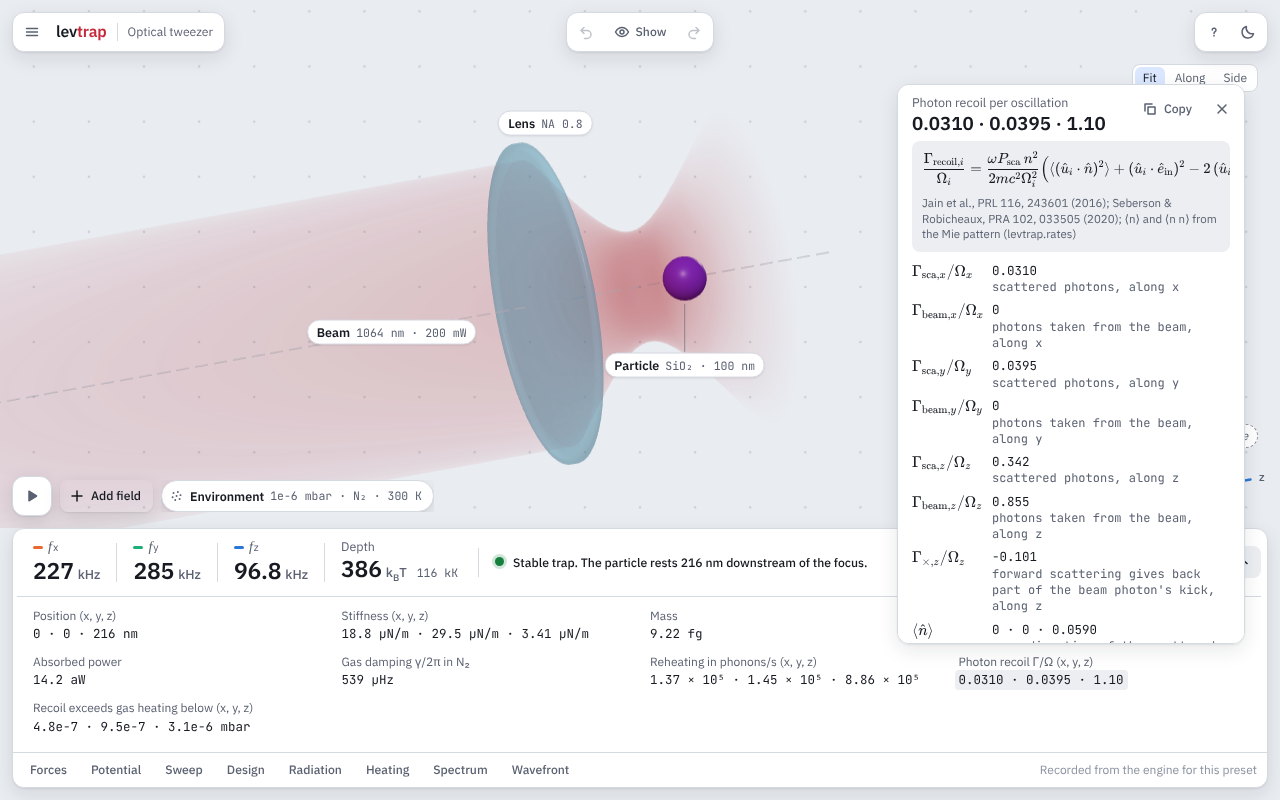 levtrap Optical tweezer
Show
?
Fit Along Side
Lens NA 0.8
Beam 1064 nm · 200 mW
Particle SiO₂ · 100 nm
Photon recoil per oscillation
0.0310 · 0.0395 · 1.10
Copy
Γrecoil,i/Ωi = ωPsca n²/2mc²Ωi² (⟨(ûi · n̂)²⟩ + (ûi · êin)² − 2 (ûi
Jain et al., PRL 116, 243601 (2016); Seberson &
Robicheaux, PRA 102, 033505 (2020); ⟨n⟩ and ⟨n n⟩ from
the Mie pattern (levtrap.rates)
Γsca,x/Ωx 0.0310
scattered photons, along x
Γbeam,x/Ωx 0
photons taken from the beam,
along x
Γsca,y/Ωy 0.0395
scattered photons, along y
Γbeam,y/Ωy 0
photons taken from the beam,
along y
Γsca,z/Ωz 0.342
scattered photons, along z
Γbeam,z/Ωz 0.855
photons taken from the beam,
along z
Γ×,z/Ωz -0.101
forward scattering gives back
part of the beam photon's kick,
along z
⟨n̂⟩ 0 · 0 · 0.0590
z
Add field
Environment 1e-6 mbar · N₂ · 300 K
fx
227 kHz
fy
285 kHz
fz
96.8 kHz
Depth
386 kBT 116 kK
Stable trap. The particle rests 216 nm downstream of the focus.
Position (x, y, z)
0 · 0 · 216 nm
Stiffness (x, y, z)
18.8 µN/m · 29.5 µN/m · 3.41 µN/m
Mass
9.22 fg
Absorbed power
14.2 aW
Gas damping γ/2π in N₂
539 µHz
Reheating in phonons/s (x, y, z)
1.37 × 10⁵ · 1.45 × 10⁵ · 8.86 × 10⁵
Photon recoil Γ/Ω (x, y, z)
0.0310 · 0.0395 · 1.10
Recoil exceeds gas heating below (x, y, z)
4.8e-7 · 9.5e-7 · 3.1e-6 mbar
Forces Potential Sweep Design Radiation Heating Spectrum Wavefront
Recorded from the engine for this preset